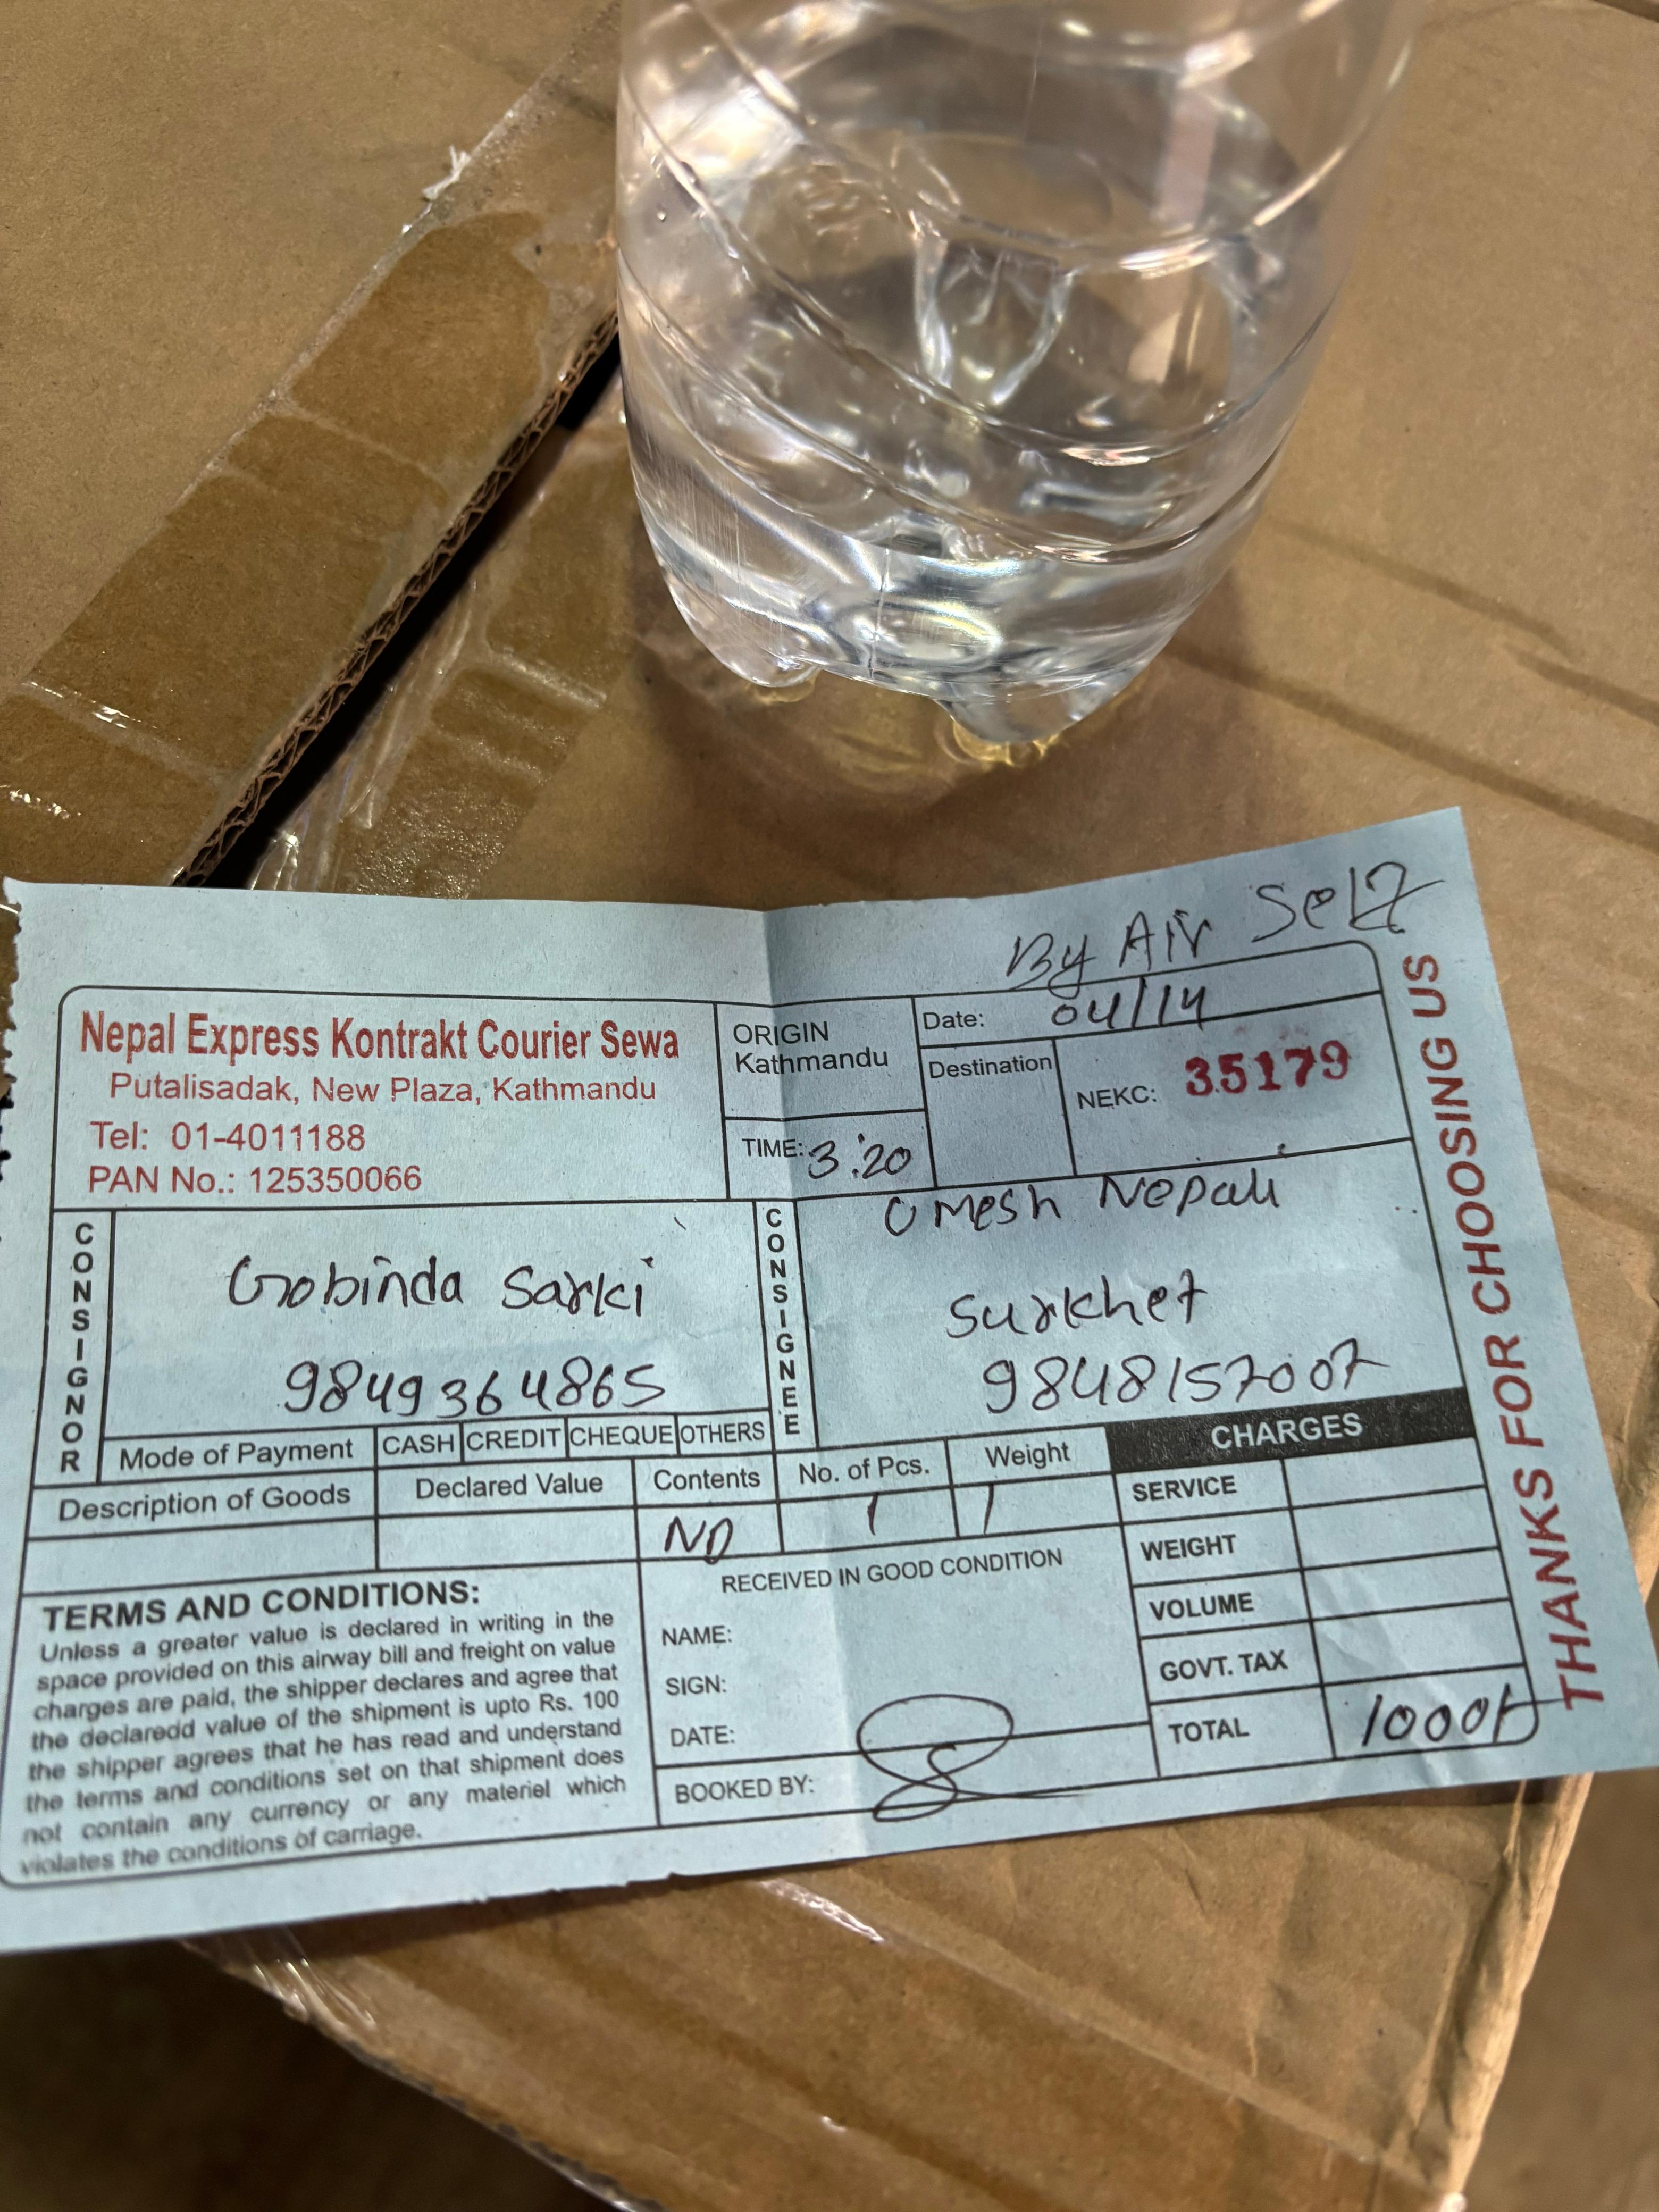 By Air Self
Nepal Express Kontrakt Courier Sewa
Putalisadak, New Plaza, Kathmandu
Tel: 01-4011188
PAN No.: 125350066
ORIGIN
Kathmandu
TIME: 3:20
Date: 04/14
Destination
NEKC: 35179
CONSIGNOR
Gobinda Sarki
9849364865
CONSIGNEE
Omesh Nepali
Surkhet
9848157007
Mode of Payment CASH CREDIT CHEQUE OTHERS
Description of Goods Declared Value Contents No. of Pcs. Weight
ND 1 1
CHARGES
SERVICE
WEIGHT
VOLUME
GOVT. TAX
TOTAL 1000/-
TERMS AND CONDITIONS:
Unless a greater value is declared in writing in the
space provided on this airway bill and freight on value
charges are paid, the shipper declares and agree that
the declaredd value of the shipment is upto Rs. 100
the shipper agrees that he has read and understand
the terms and conditions set on that shipment does
not contain any currency or any materiel which
violates the conditions of carriage.
RECEIVED IN GOOD CONDITION
NAME:
SIGN:
DATE:
BOOKED BY:
THANKS FOR CHOOSING US